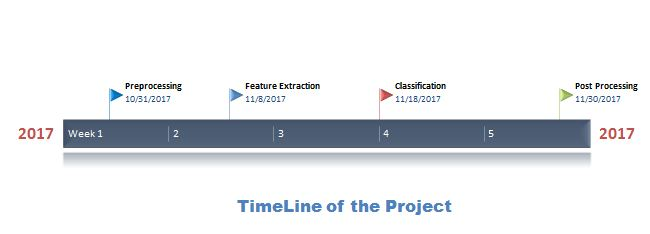 Preprocessing
10/31/2017
Feature Extraction
11/8/2017
Classification
11/18/2017
Post Processing
11/30/2017
2017 Week 1 2 3 4 5 2017
TimeLine of the Project